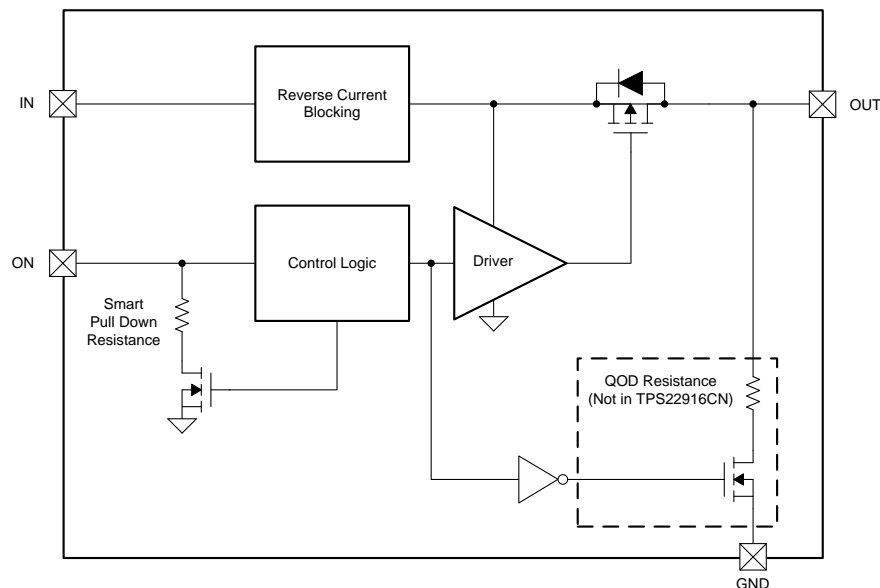 IN
Reverse Current
Blocking
OUT
ON
Control Logic
Driver
Smart
Pull Down
Resistance
QOD Resistance
(Not in TPS22916CN)
GND